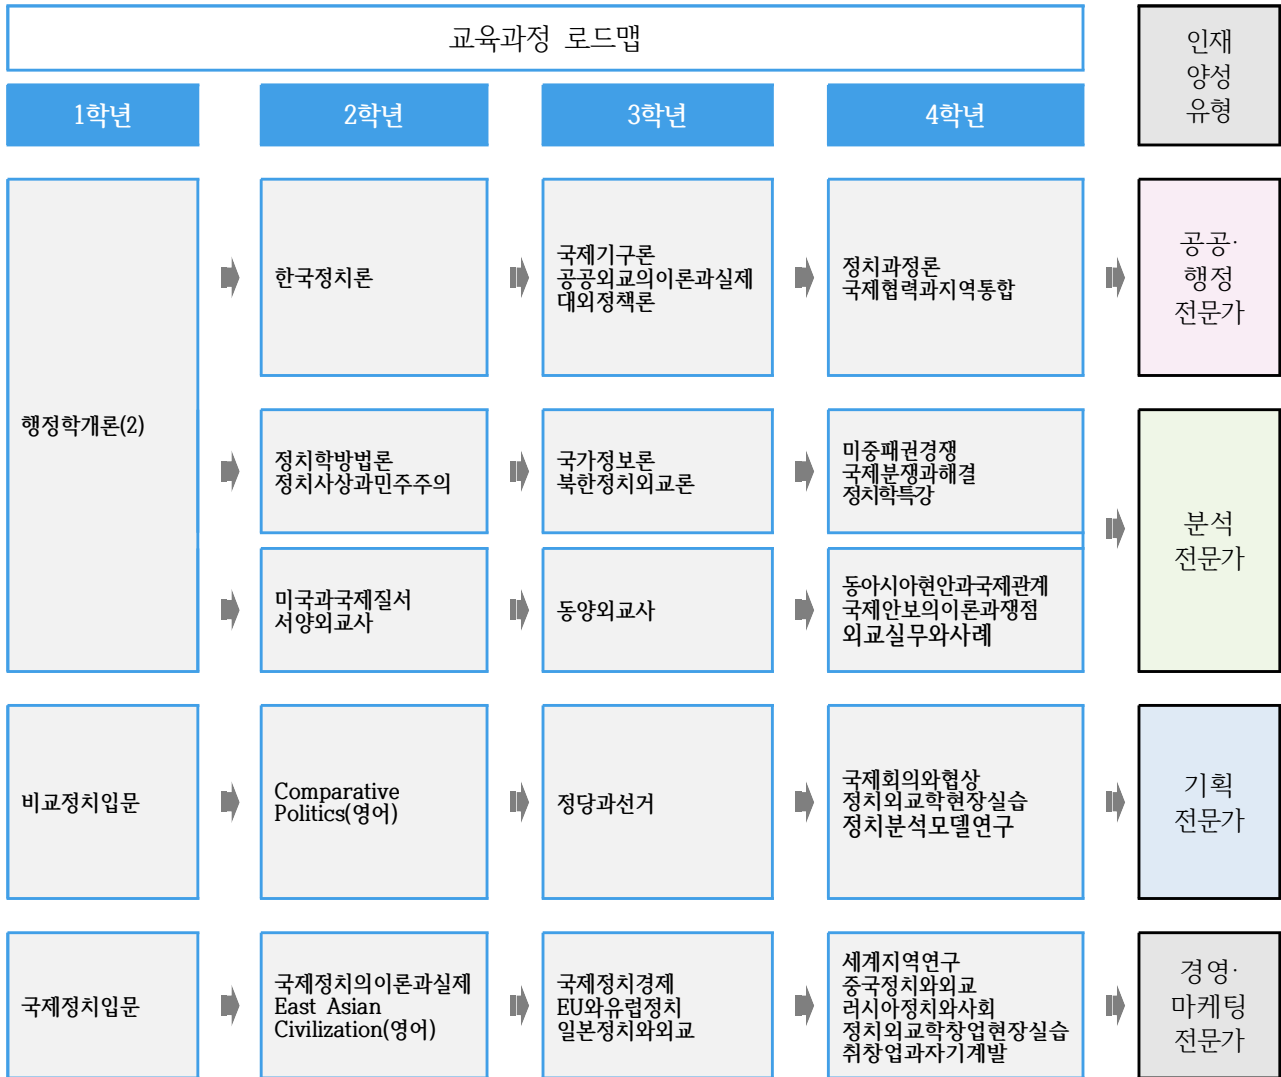 교육과정 로드맵
인재
양성
유형
1학년
2학년
3학년
4학년
행정학개론(2)
한국정치론
국제기구론
공공외교의이론과실제
대외정책론
정치과정론
국제협력과지역통합
공공·
행정
전문가
정치학방법론
정치사상과민주주의
국가정보론
북한정치외교론
미중패권경쟁
국제분쟁과해결
정치학특강
분석
전문가
미국과국제질서
서양외교사
동양외교사
동아시아현안과국제관계
국제안보의이론과쟁점
외교실무와사례
비교정치입문
Comparative
Politics(영어)
정당과선거
국제회의와협상
정치외교학현장실습
정치분석모델연구
기획
전문가
국제정치입문
국제정치의이론과실제
East Asian
Civilization(영어)
국제정치경제
EU와유럽정치
일본정치와외교
세계지역연구
중국정치와외교
러시아정치와사회
정치외교학창업현장실습
취창업과자기계발
경영·
마케팅
전문가